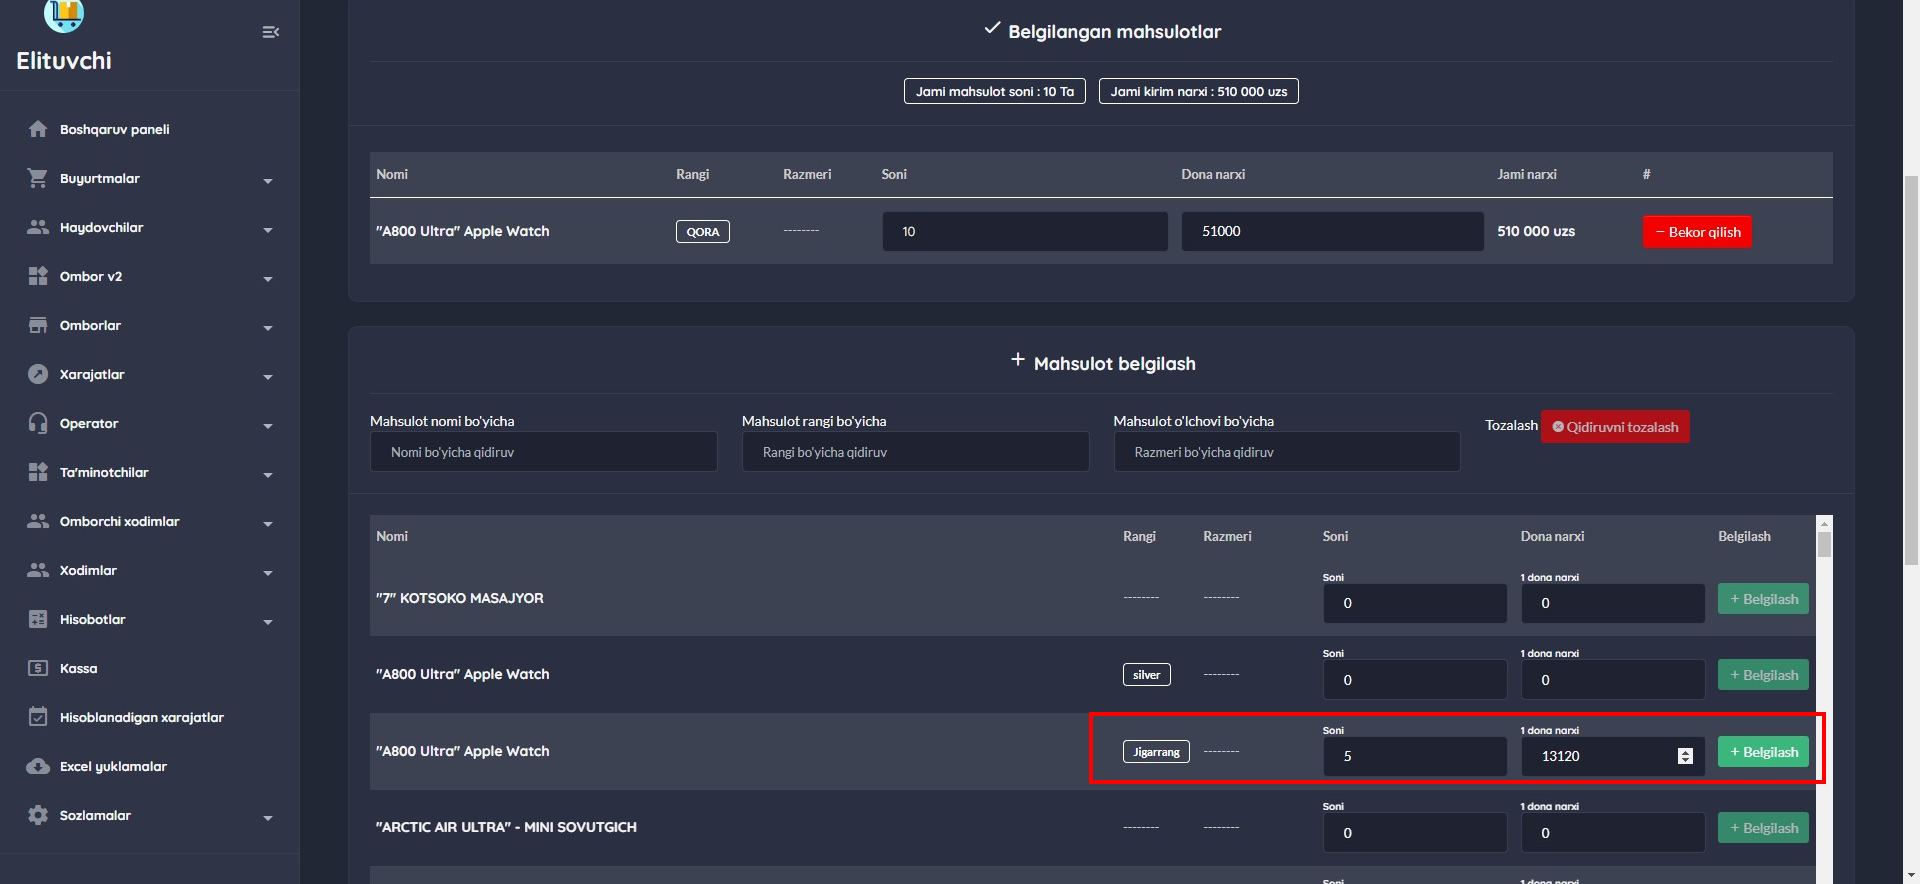 Elituvchi
Boshqaruv paneli
Buyurtmalar
Haydovchilar
Ombor v2
Omborlar
Xarajatlar
Operator
Ta'minotchilar
Omborchi xodimlar
Xodimlar
Hisobotlar
Kassa
Hisoblanadigan xarajatlar
Excel yuklamalar
Sozlamalar
Belgilangan mahsulotlar
Jami mahsulot soni : 10 Ta Jami kirim narxi : 510 000 uzs
Nomi Rangi Razmeri Soni Dona narxi Jami narxi #
"A800 Ultra" Apple Watch QORA -------- 10 51000 510 000 uzs − Bekor qilish
+ Mahsulot belgilash
Mahsulot nomi bo'yicha Mahsulot rangi bo'yicha Mahsulot o'lchovi bo'yicha Tozalash Qidiruvni tozalash
Nomi bo'yicha qidiruv Rangi bo'yicha qidiruv Razmeri bo'yicha qidiruv
Nomi Rangi Razmeri Soni Dona narxi Belgilash
Soni 1 dona narxi
"7" KOTSOKO MASAJYOR -------- -------- 0 0 + Belgilash
Soni 1 dona narxi
"A800 Ultra" Apple Watch silver -------- 0 0 + Belgilash
Soni 1 dona narxi
"A800 Ultra" Apple Watch Jigarrang -------- 5 13120 + Belgilash
Soni 1 dona narxi
"ARCTIC AIR ULTRA" - MINI SOVUTGICH -------- -------- 0 0 + Belgilash
Soni 1 dona narxi